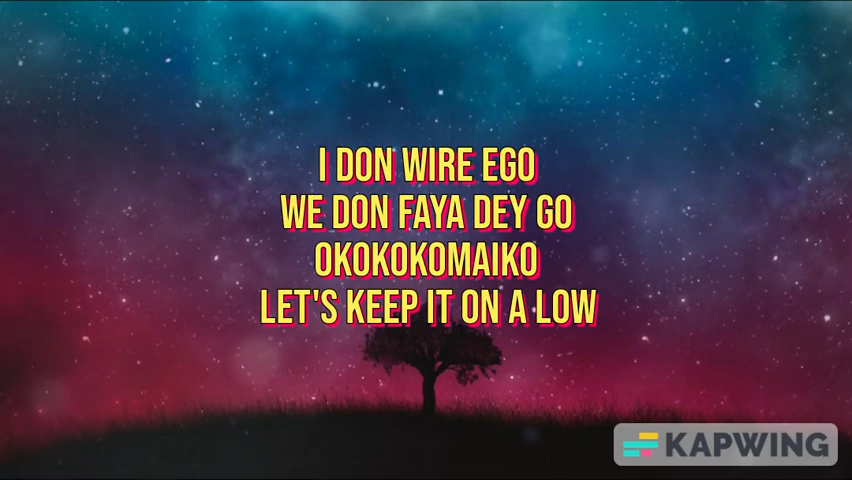 I DON WIRE EGO
WE DON FAYA DEY GO
OKOKOKOMAIKO
LET'S KEEP IT ON A LOW
KAPWING